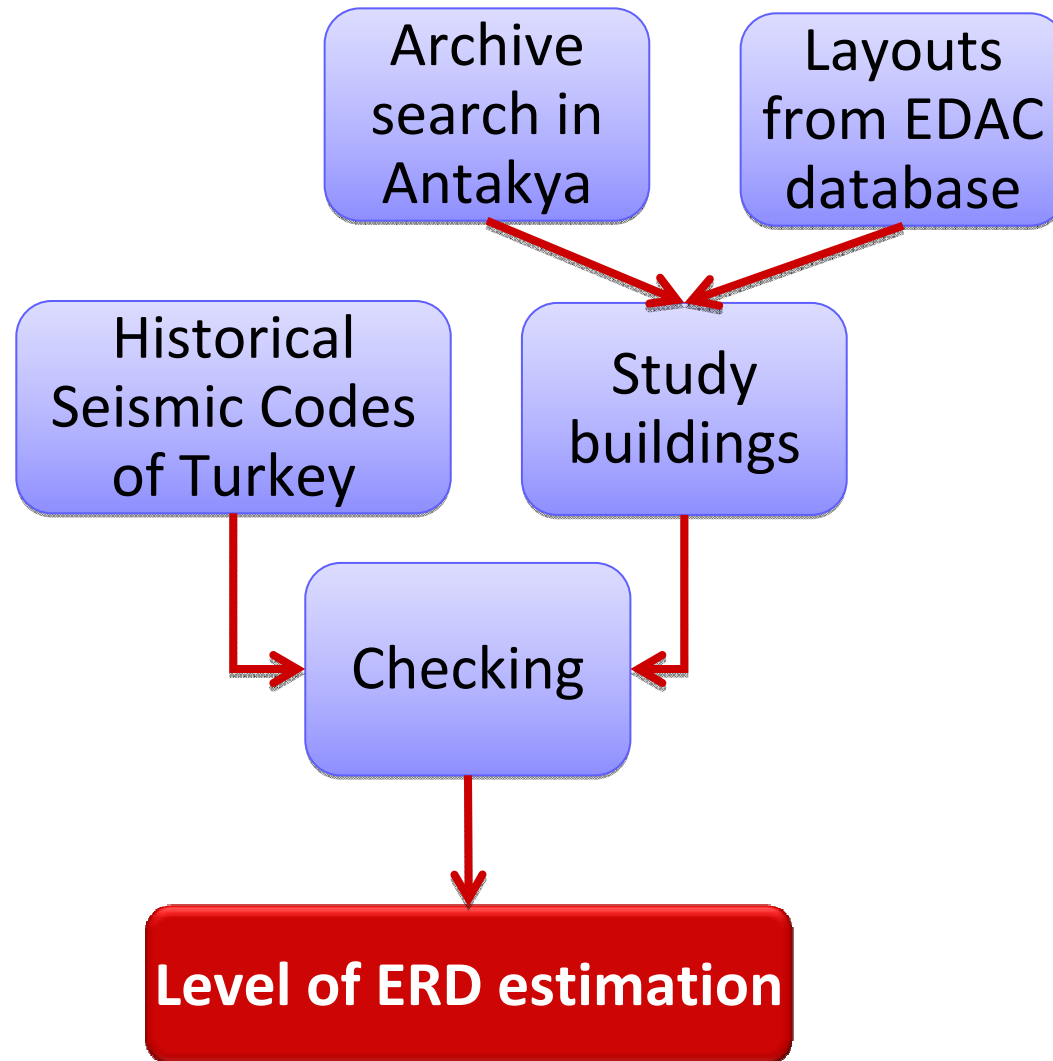 Archive
search in
Antakya
Layouts
from EDAC
database
Historical
Seismic Codes
of Turkey
Study
buildings
Checking
Level of ERD estimation